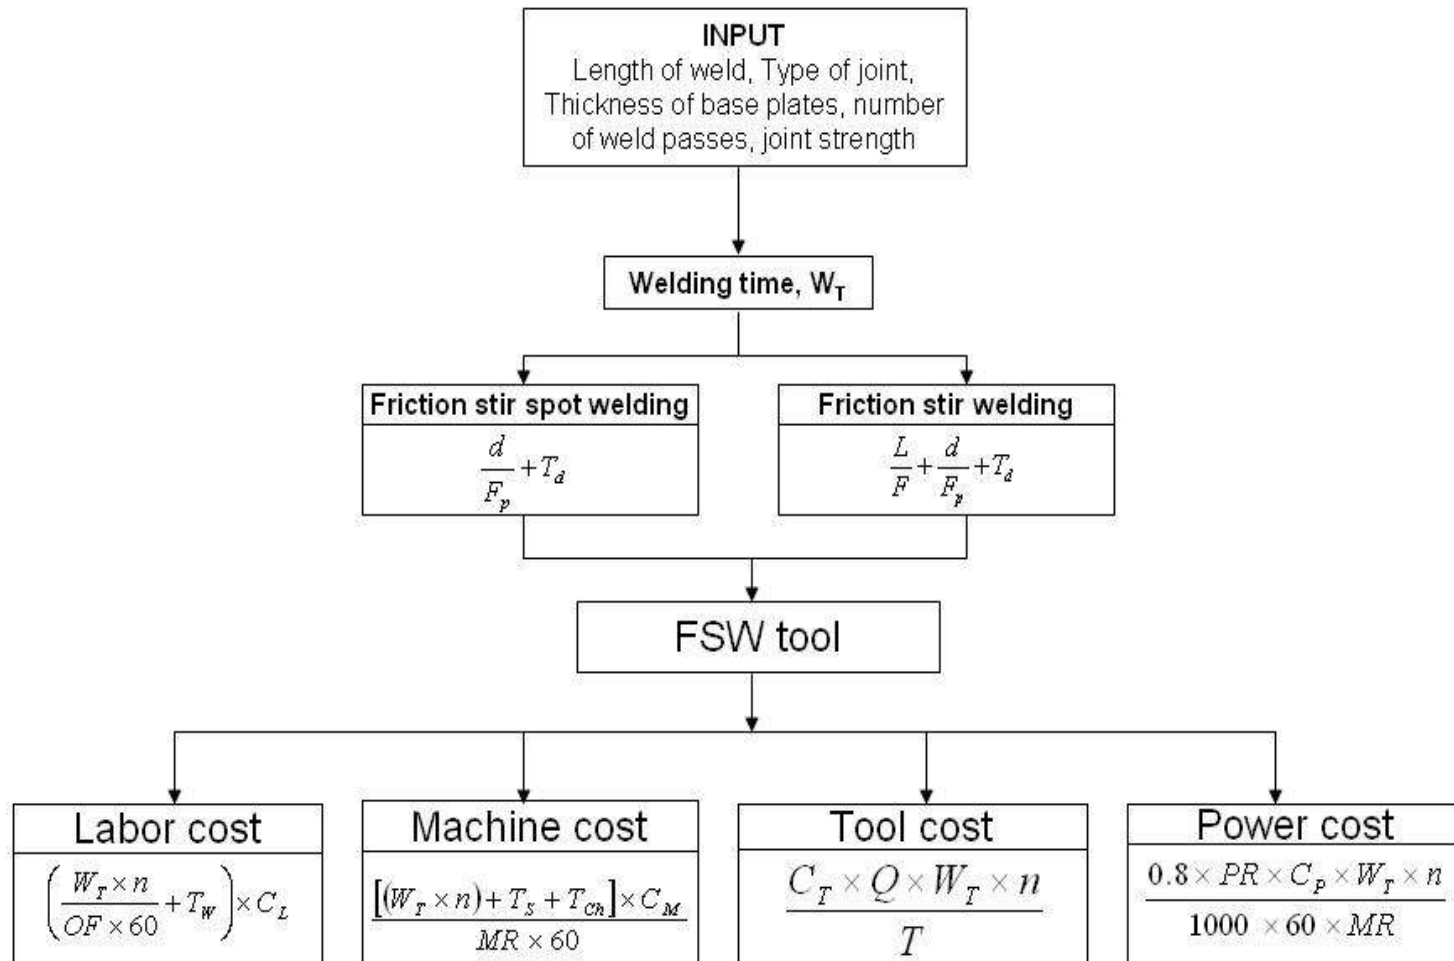 INPUT
Length of weld, Type of joint,
Thickness of base plates, number
of weld passes, joint strength
Welding time, W_T
Friction stir spot welding
d/F_p + T_d
Friction stir welding
L/F + d/F_p + T_d
FSW tool
Labor cost
(W_T × n / OF × 60 + T_W) × C_L
Machine cost
[(W_T × n) + T_S + T_Ch] × C_M / MR × 60
Tool cost
C_T × Q × W_T × n / T
Power cost
0.8 × PR × C_P × W_T × n / 1000 × 60 × MR